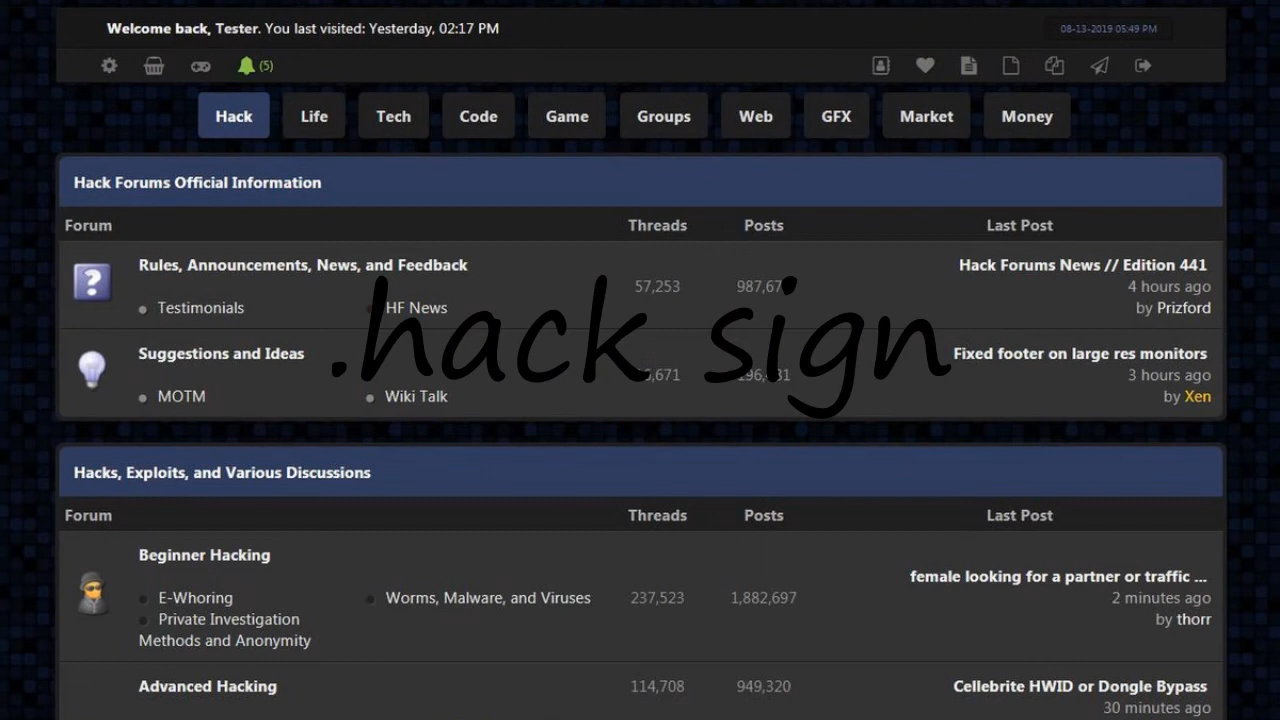 Welcome back, Tester. You last visited: Yesterday, 02:17 PM
08-13-2019 05:49 PM
(5)
Hack Life Tech Code Game Groups Web GFX Market Money
Hack Forums Official Information
Forum Threads Posts Last Post
Rules, Announcements, News, and Feedback
Testimonials HF News
57,253
Hack Forums News // Edition 441
4 hours ago
by Prizford
.hack sign
Suggestions and Ideas
MOTM Wiki Talk
Fixed footer on large res monitors
3 hours ago
by Xen
Hacks, Exploits, and Various Discussions
Forum Threads Posts Last Post
Beginner Hacking
E-Whoring Worms, Malware, and Viruses
Private Investigation
Methods and Anonymity
237,523 1,882,697
female looking for a partner or traffic ...
2 minutes ago
by thorr
Advanced Hacking 114,708 949,320 Cellebrite HWID or Dongle Bypass
30 minutes ago